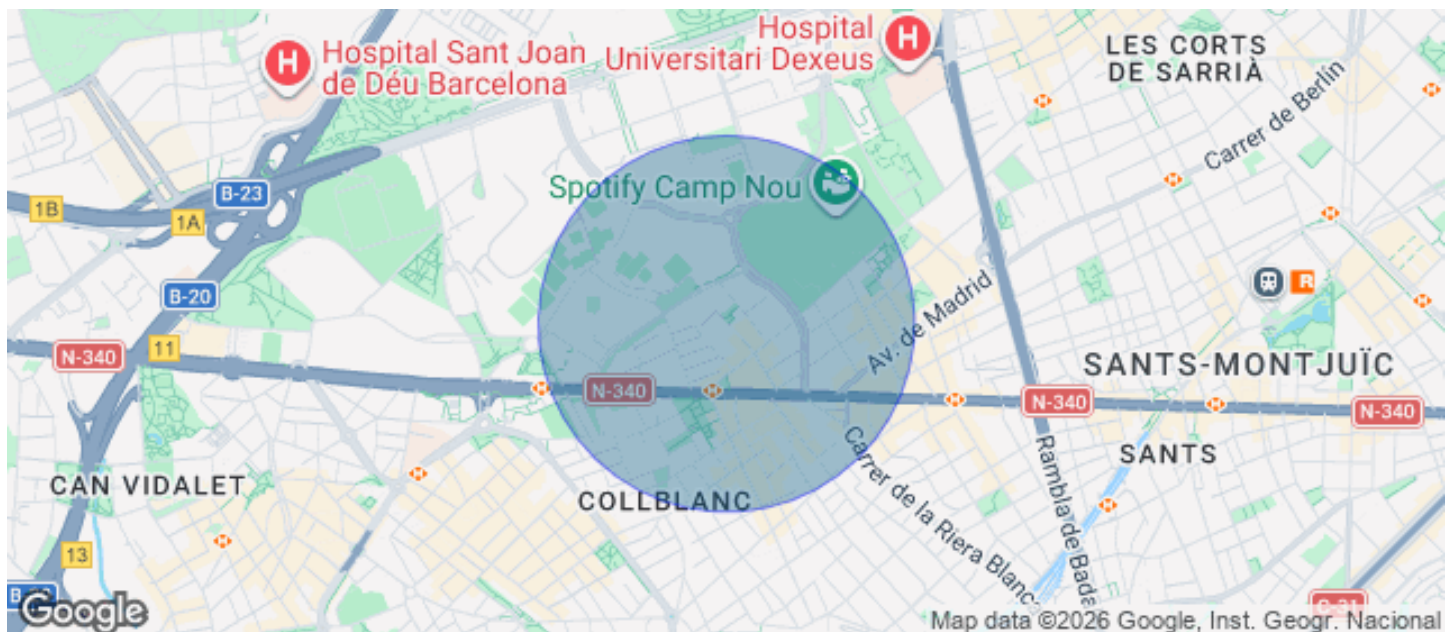 Hospital Sant Joan
de Déu Barcelona
Hospital
Universitari Dexeus
LES CORTS
DE SARRIÀ
Carrer de Berlín
B-23
1B
1A
Spotify Camp Nou
B-20
N-340
11
N-340
Av. de Madrid
SANTS-MONTJUÏC
N-340
N-340
CAN VIDALET
COLLBLANC
Carrer de la Riera Blanca
Rambla de Bada
SANTS
13
R
C-31
Google
Map data ©2026 Google, Inst. Geogr. Nacional